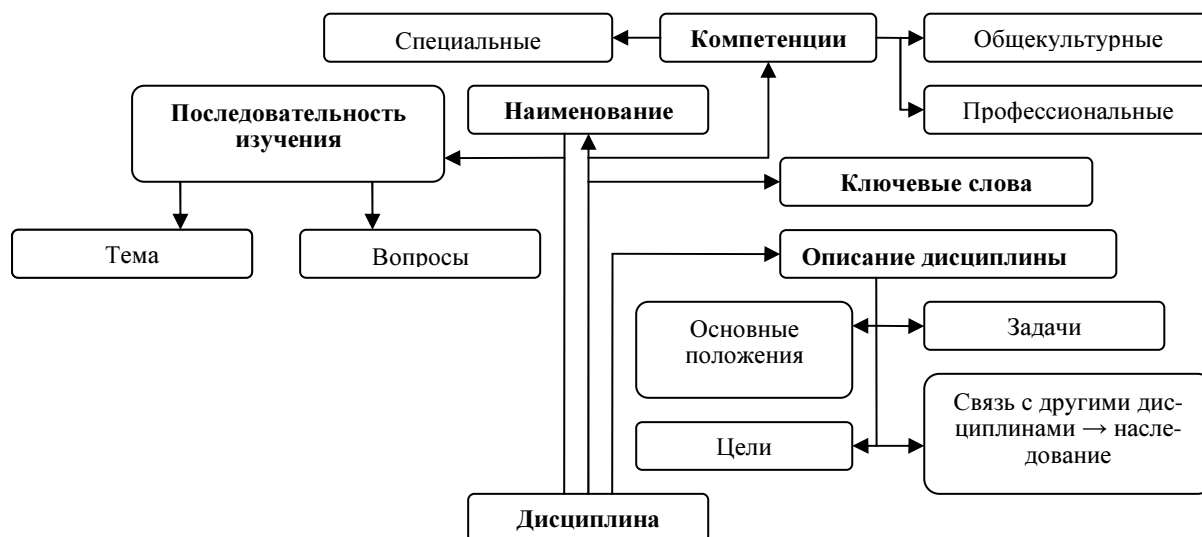 Специальные
Компетенции
Общекультурные
Последовательность
изучения
Наименование
Профессиональные
Ключевые слова
Тема
Вопросы
Описание дисциплины
Основные
положения
Задачи
Связь с другими дис-
циплинами → насле-
дование
Цели
Дисциплина